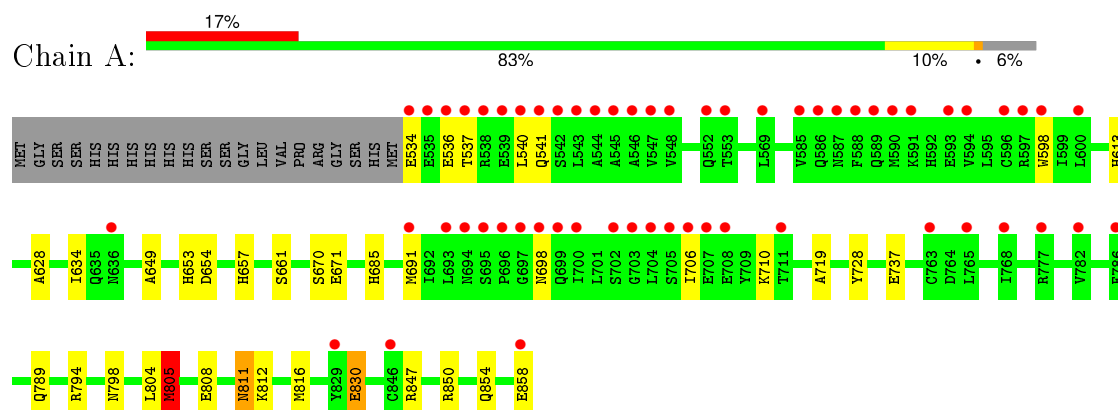 17%
Chain A:
83% 10% • 6%
MET GLY SER SER HIS HIS HIS HIS HIS HIS SER SER GLY LEU VAL PRO ARG GLY SER HIS MET E534 E535 E536 T537 R538 E539 L540 Q541 S542 L543 A544 A545 A546 V547 V548 Q552 T553 L569 V585 Q586 N587 F588 Q589 M590 K591 H592 E593 V594 L595 C596 R597 W598 I599 L600 H613
A628 I634 Q635 N636 A649 H653 D654 H657 S661 S670 E671 H685 M691 I692 L693 N694 S695 P696 G697 N698 Q699 I700 L701 S702 G703 L704 S705 I706 E707 E708 Y709 K710 T711 A719 Y728 E737 C763 D764 L765 I768 R777 V782
Q789 R794 N798 L804 M805 E808 N811 K812 M816 Y829 E830 C846 R847 R850 Q854 E858